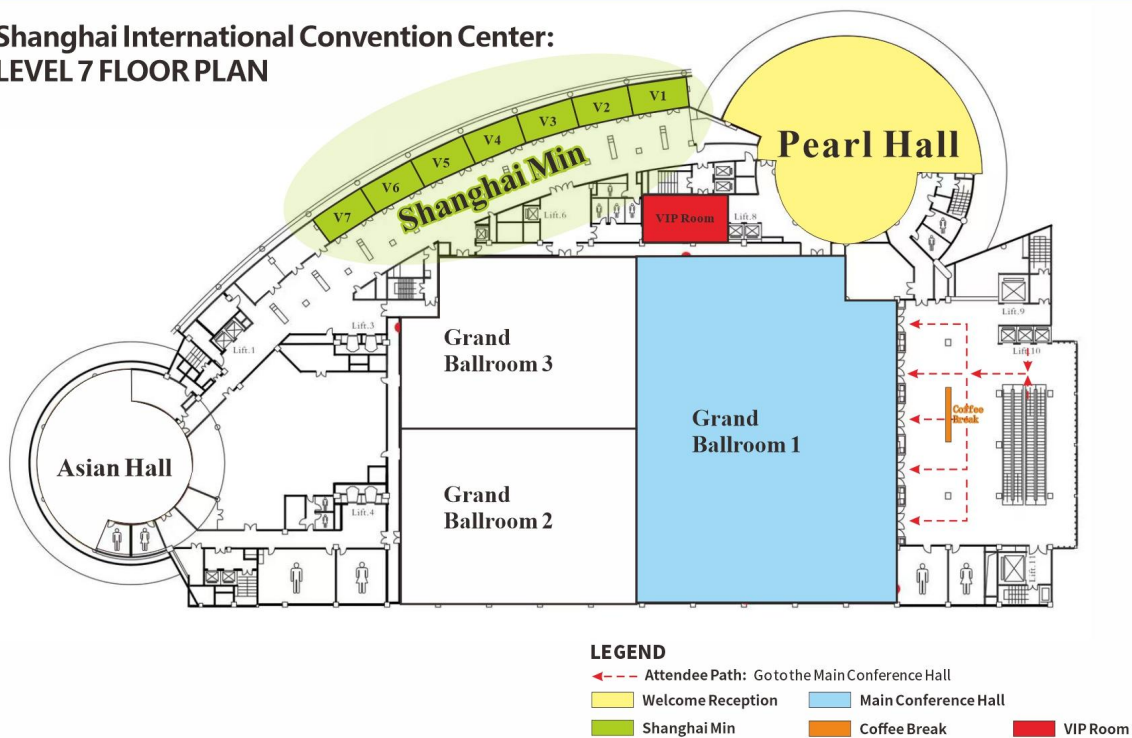 Shanghai International Convention Center:
LEVEL 7 FLOOR PLAN
V1
V2
V3
V4
V5
V6
V7
Shanghai Min
Pearl Hall
VIP Room
Lift.8
Lift.6
Lift.9
Lift.3
Lift.1
Lift.10
Grand
Ballroom 3
Grand
Ballroom 1
Coffee
Break
Asian Hall
Grand
Ballroom 2
Lift.4
Lift.11
LEGEND
Attendee Path: Go to the Main Conference Hall
Welcome Reception
Main Conference Hall
Shanghai Min
Coffee Break
VIP Room